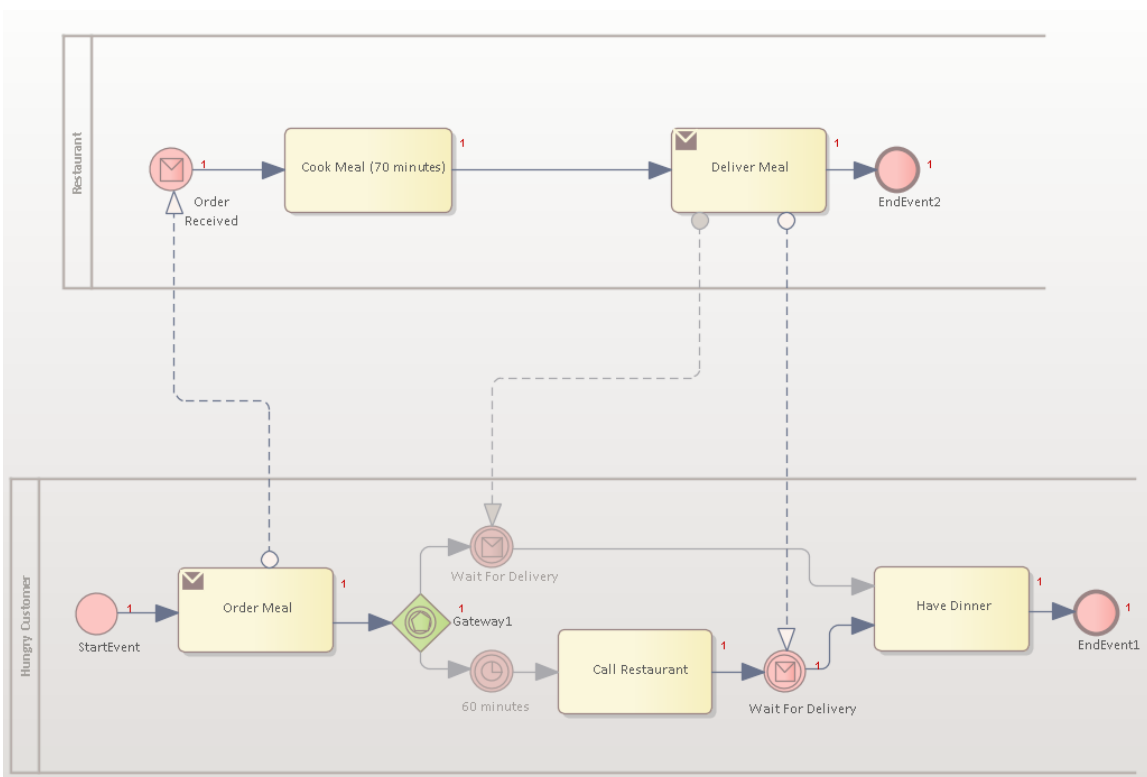 Restaurant
1
Cook Meal (70 minutes)
1
Deliver Meal
1
1
Order
Received
EndEvent2
Hungry Customer
1
StartEvent
Order Meal
1
1
Gateway1
Wait For Delivery
60 minutes
Call Restaurant
1
1
Wait For Delivery
Have Dinner
1
1
EndEvent1